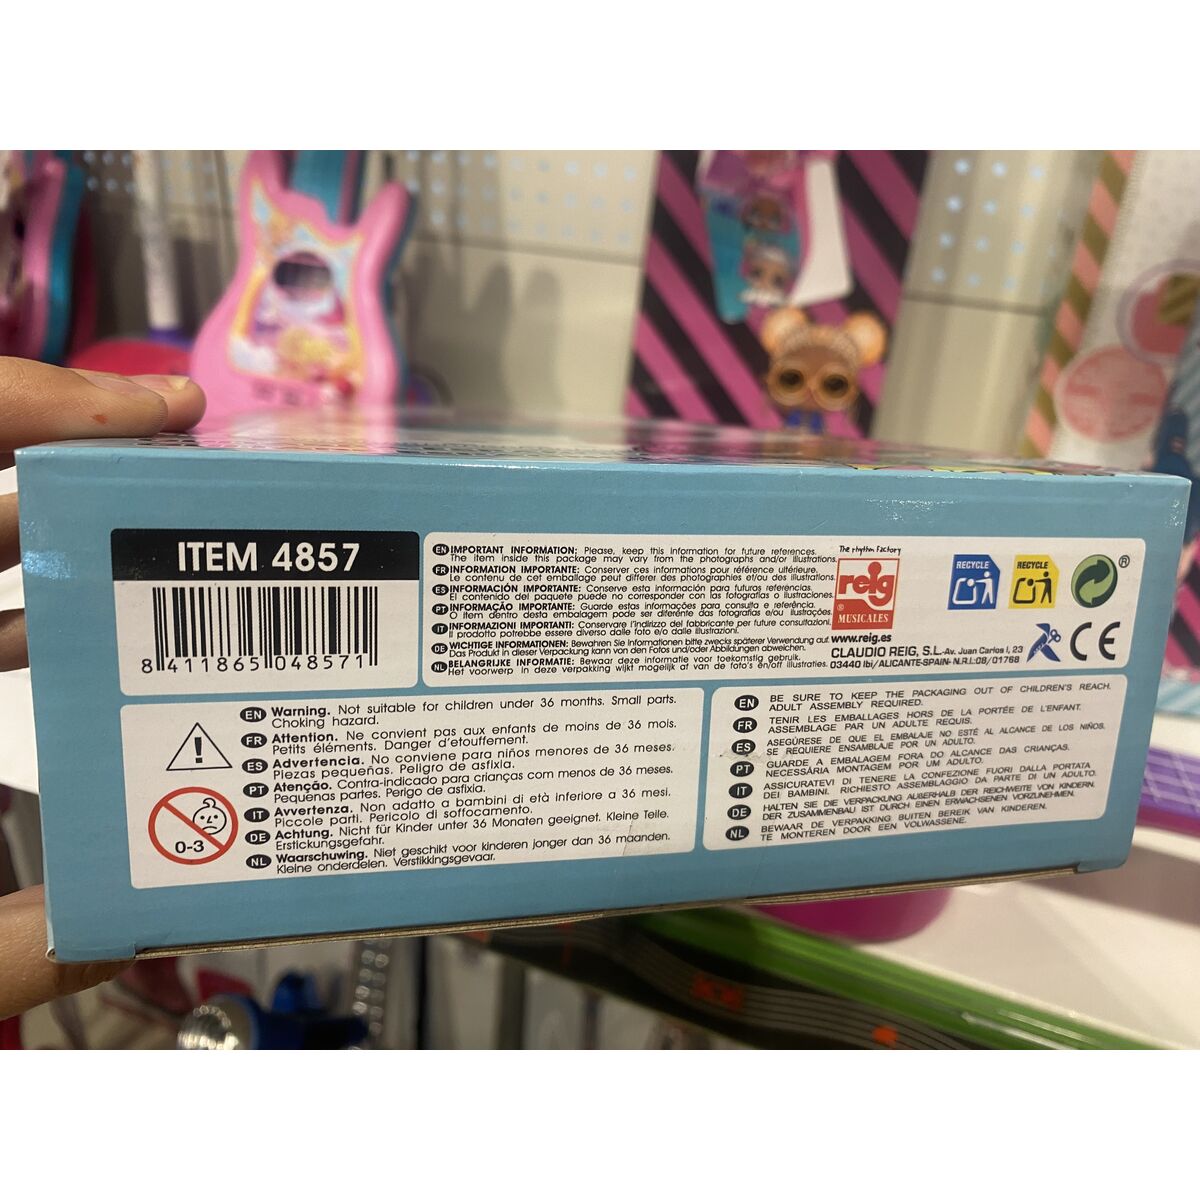 ITEM 4857
8 411865 048571
EN IMPORTANT INFORMATION: Please, keep this information for future references.
The item inside this package may vary from the photographs and/or illustrations.
FR INFORMATION IMPORTANTE: Conserver ces informations pour référence ultérieure.
Le contenu de cet emballage peut différer des photographies et/ou des illustrations.
ES INFORMACIÓN IMPORTANTE: Conserve esta información para futuras referencias.
El contenido del paquete puede no corresponder con las fotografías o ilustraciones.
PT INFORMAÇÃO IMPORTANTE: Guarde estas informações para consulta e referência.
O item dentro desta embalagem pode ser diferente das fotografias e/ou ilustrações.
IT INFORMAZIONI IMPORTANTI: Conservare l'indirizzo del fabbricante per future consultazioni.
Il prodotto potrebbe essere diverso dalle foto e/o dalle illustrazioni.
DE WICHTIGE INFORMATIONEN: Bewahren Sie Informationen bitte zwecks späterer Verwendung auf.
Das Produkt in dieser Verpackung kann von den Fotos und/oder Abbildungen abweichen.
NL BELANGRIJKE INFORMATIE: Bewaar deze informatie voor toekomstig gebruik.
Het voorwerp in deze verpakking wijkt mogelijk af van de foto's en/off illustraties.
The rhythm Factory
reig
® MUSICALES
www.reig.es
CLAUDIO REIG, S.L.-Av. Juan Carlos I, 23
03440 Ibi/ALICANTE-SPAIN- N.R.I.:08/01768
RECYCLE
RECYCLE
®
CE
EN Warning. Not suitable for children under 36 months. Small parts.
Choking hazard.
FR Attention. Ne convient pas aux enfants de moins de 36 mois.
Petits éléments. Danger d'etouffement.
ES Advertencia. No conviene para niños menores de 36 meses.
Piezas pequeñas. Peligro de asfixia.
PT Atenção. Contra-indicado para crianças com menos de 36 meses.
Pequenas partes. Perigo de asfixia.
IT Avvertenza. Non adatto a bambini di età inferiore a 36 mesi.
Piccole parti. Pericolo di soffocamento.
DE Achtung. Nicht für Kinder unter 36 Monaten geeignet. Kleine Teile.
Erstickungsgefahr.
NL Waarschuwing. Niet geschikt voor kinderen jonger dan 36 maanden.
Kleine onderdelen. Verstikkingsgevaar.
0-3
EN BE SURE TO KEEP THE PACKAGING OUT OF CHILDREN'S REACH.
ADULT ASSEMBLY REQUIRED.
FR TENIR LES EMBALLAGES HORS DE LA PORTÉE DE L'ENFANT.
ASSEMBLAGE PAR UN ADULTE REQUIS.
ES ASEGÚRESE DE QUE EL EMBALAJE NO ESTÉ AL ALCANCE DE LOS NIÑOS.
SE REQUIERE ENSAMBLAJE POR UN ADULTO.
PT GUARDE A EMBALAGEM FORA DO ALCANCE DAS CRIANÇAS.
NECESSÁRIA MONTAGEM POR UM ADULTO.
IT ASSICURATEVI DI TENERE LA CONFEZIONE FUORI DALLA PORTATA
DEI BAMBINI. RICHIESTO ASSEMBLAGGIO DA PARTE DI UN ADULTO.
DE HALTEN SIE DIE VERPACKUNG AUßERHALB DER REICHWEITE VON KINDERN.
DER ZUSAMMENBAU IST DURCH EINEN ERWACHSENEN VORZUNEHMEN.
NL BEWAAR DE VERPAKKING BUITEN BEREIK VAN KINDEREN.
TE MONTEREN DOOR EEN VOLWASSENE.